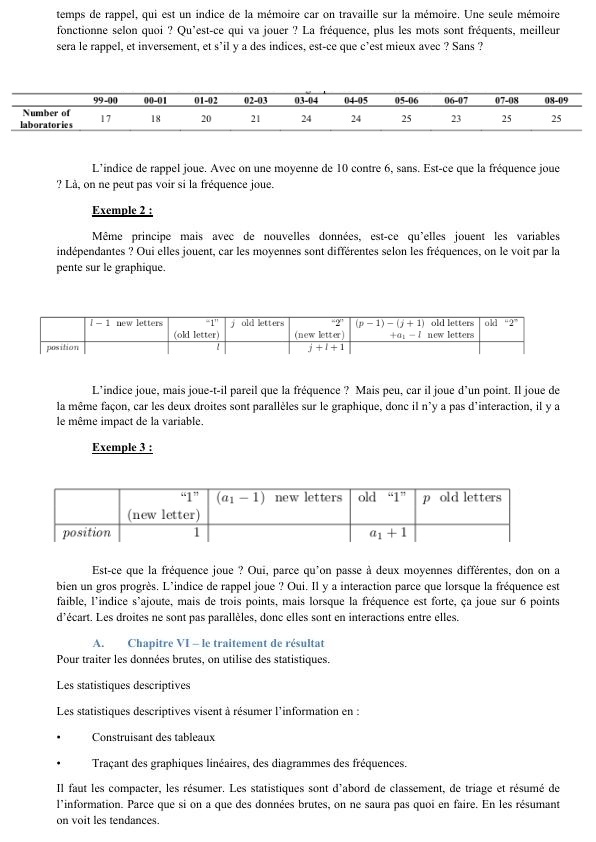 temps de rappel, qui est un indice de la mémoire car on travaille sur la mémoire. Une seule mémoire
fonctionne selon quoi ? Qu'est-ce qui va jouer ? La fréquence, plus les mots sont fréquents, meilleur
sera le rappel, et inversement, et s'il y a des indices, est-ce que c'est mieux avec ? Sans ?
99-00 00-01 01-02 02-03 03-04 04-05 05-06 06-07 07-08 08-09
Number of laboratories 17 18 20 21 24 24 25 23 25 25
L'indice de rappel joue. Avec on une moyenne de 10 contre 6, sans. Est-ce que la fréquence joue
? Là, on ne peut pas voir si la fréquence joue.
Exemple 2 :
Même principe mais avec de nouvelles données, est-ce qu'elles jouent les variables
indépendantes ? Oui elles jouent, car les moyennes sont différentes selon les fréquences, on le voit par la
pente sur le graphique.
l − 1 new letters "1" j old letters "2" (p − 1) − (j + 1) old letters old "2"
(old letter) (new letter) +a₁ − l new letters
position l j + l + 1
L'indice joue, mais joue-t-il pareil que la fréquence ? Mais peu, car il joue d'un point. Il joue de
la même façon, car les deux droites sont parallèles sur le graphique, donc il n'y a pas d'interaction, il y a
le même impact de la variable.
Exemple 3 :
"1" (a₁ − 1) new letters old "1" p old letters
(new letter)
position 1 a₁ + 1
Est-ce que la fréquence joue ? Oui, parce qu'on passe à deux moyennes différentes, don on a
bien un gros progrès. L'indice de rappel joue ? Oui. Il y a interaction parce que lorsque la fréquence est
faible, l'indice s'ajoute, mais de trois points, mais lorsque la fréquence est forte, ça joue sur 6 points
d'écart. Les droites ne sont pas parallèles, donc elles sont en interactions entre elles.
A. Chapitre VI – le traitement de résultat
Pour traiter les données brutes, on utilise des statistiques.
Les statistiques descriptives
Les statistiques descriptives visent à résumer l'information en :
• Construisant des tableaux
• Traçant des graphiques linéaires, des diagrammes des fréquences.
Il faut les compacter, les résumer. Les statistiques sont d'abord de classement, de triage et résumé de
l'information. Parce que si on a que des données brutes, on ne saura pas quoi en faire. En les résumant
on voit les tendances.